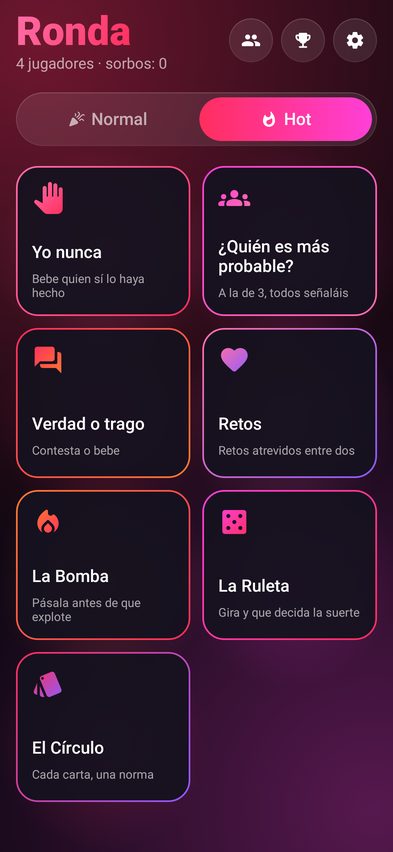 Ronda
4 jugadores · sorbos: 0
Normal
Hot
Yo nunca
Bebe quien sí lo haya
hecho
¿Quién es más
probable?
A la de 3, todos señaláis
Verdad o trago
Contesta o bebe
Retos
Retos atrevidos entre dos
La Bomba
Pásala antes de que
explote
La Ruleta
Gira y que decida la suerte
El Círculo
Cada carta, una norma